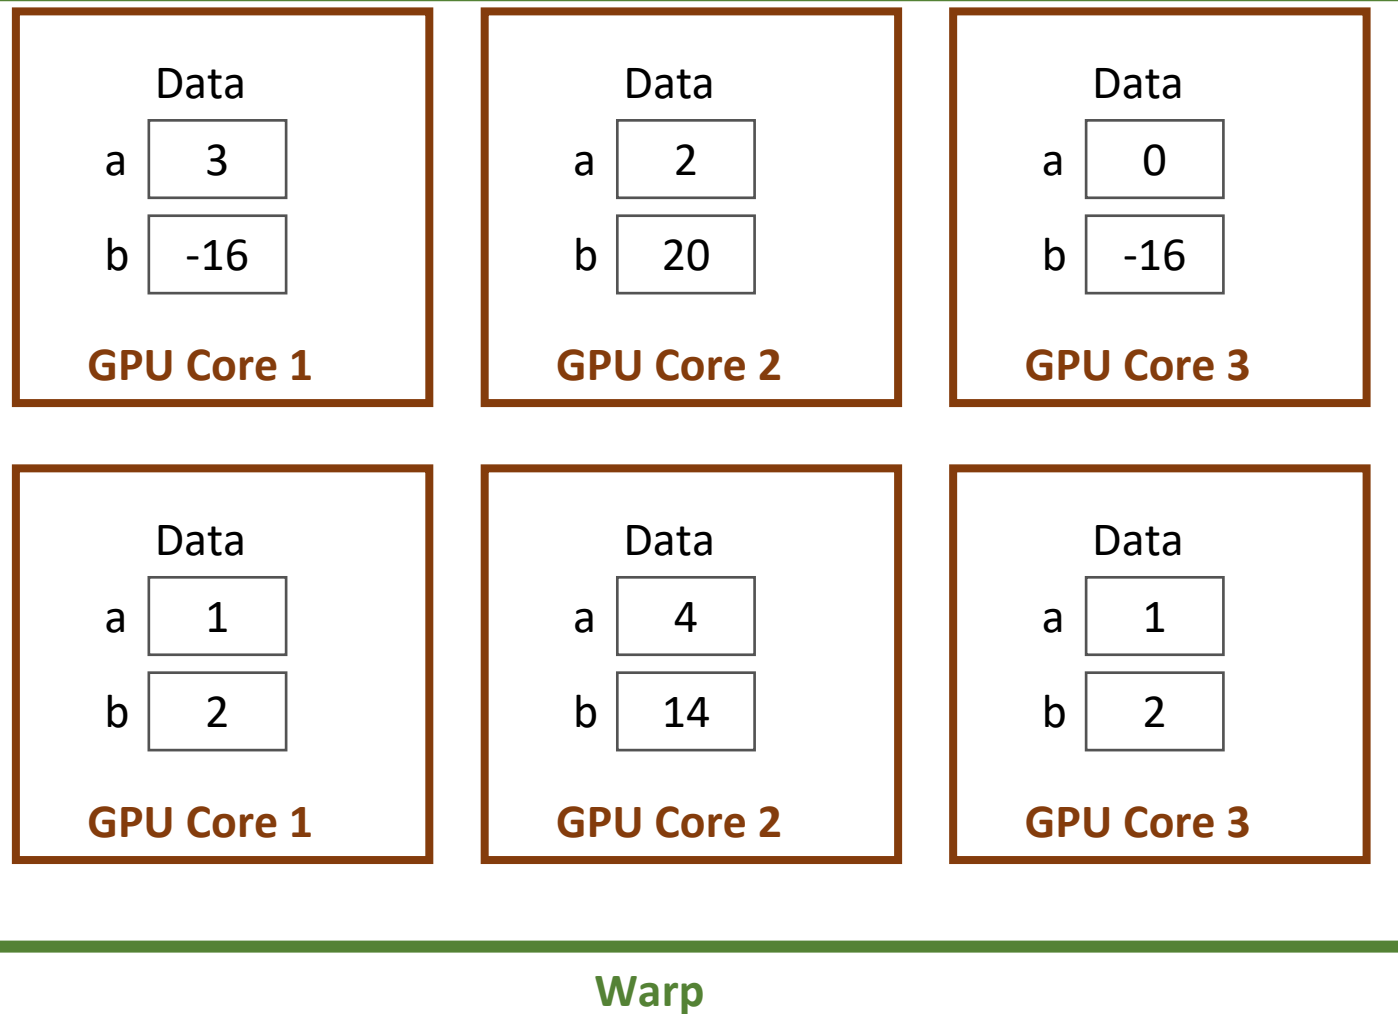 Data Data Data
a 3 a 2 a 0
b -16 b 20 b -16
GPU Core 1 GPU Core 2 GPU Core 3
Data Data Data
a 1 a 4 a 1
b 2 b 14 b 2
GPU Core 1 GPU Core 2 GPU Core 3
Warp